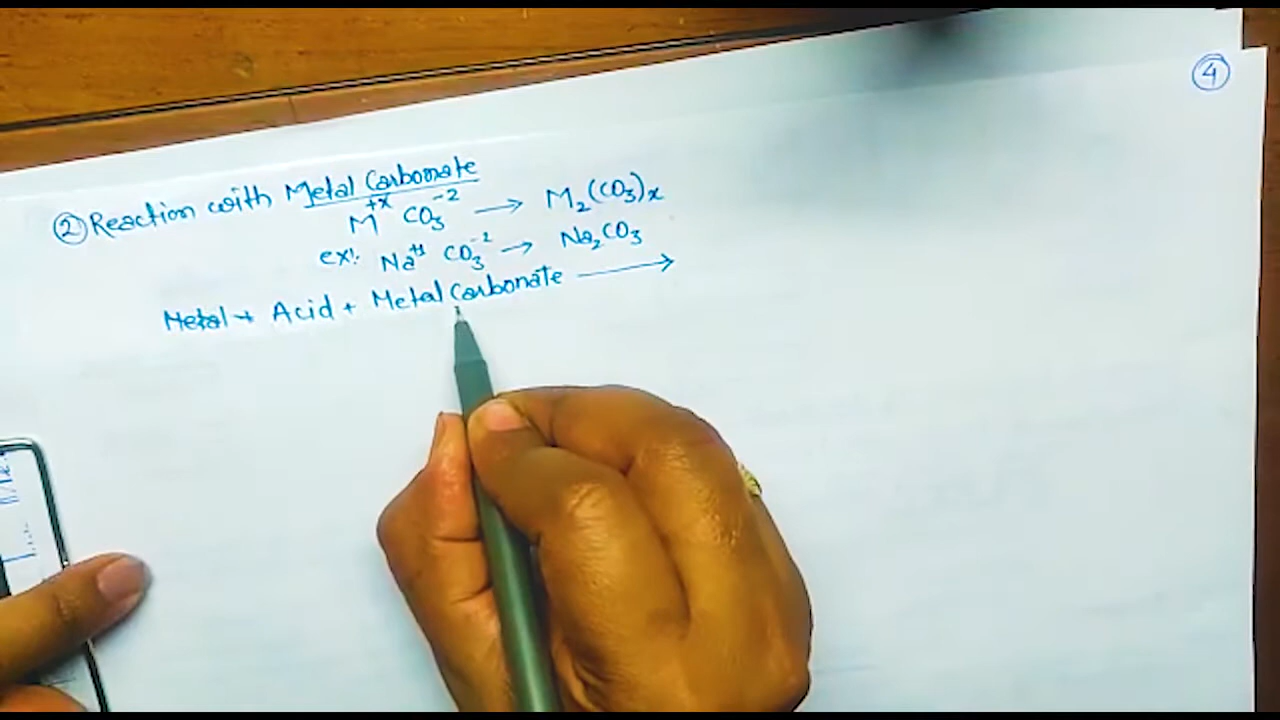 ④
② Reaction with Metal Carbonate
M⁺ˣ CO₃⁻² → M₂(CO₃)x
ex!: Na⁺¹ CO₃⁻² → Na₂CO₃
Metal + Acid + Metal Carbonate →